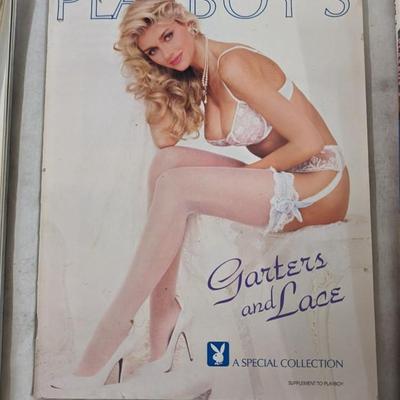 PLAYBOY'S
Garters
and Lace
A SPECIAL COLLECTION
SUPPLEMENT TO PLAYBOY